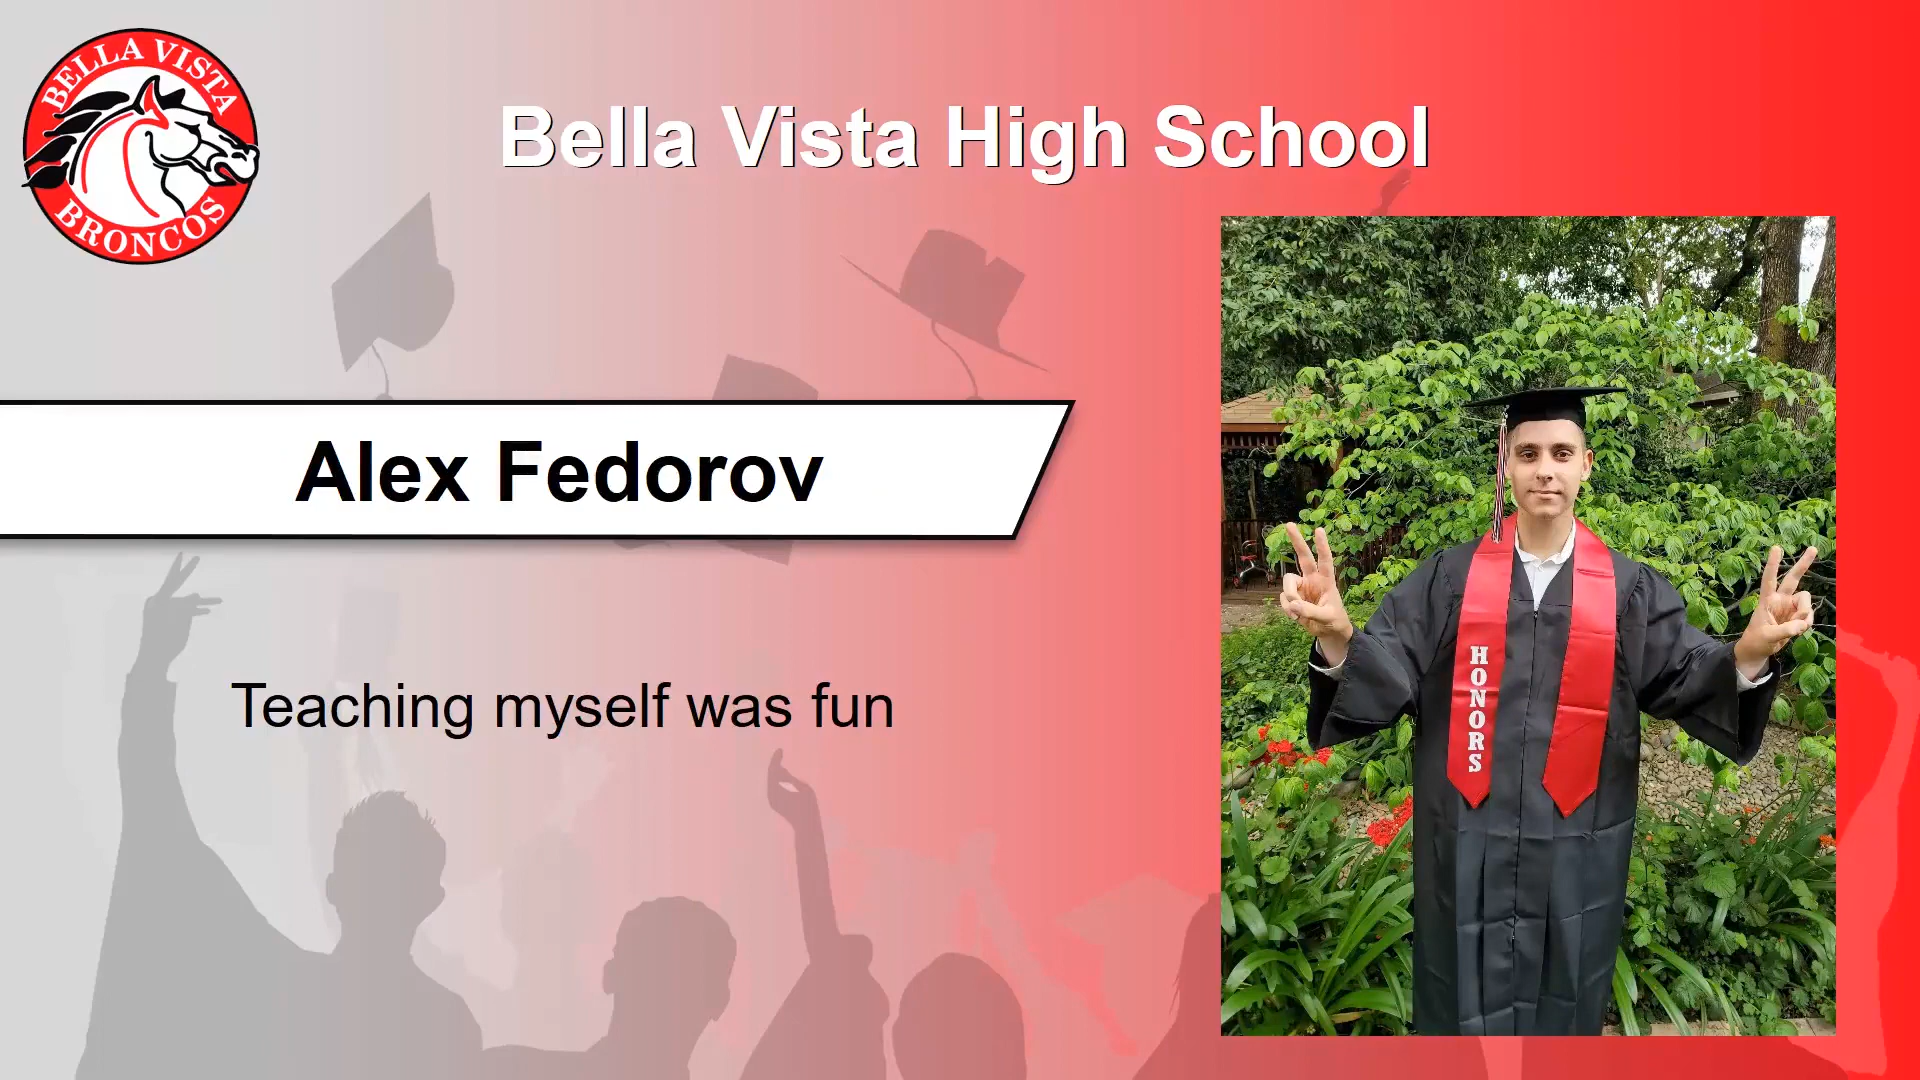 BELLA VISTA
BRONCOS
Bella Vista High School
Alex Fedorov
Teaching myself was fun
HONORS